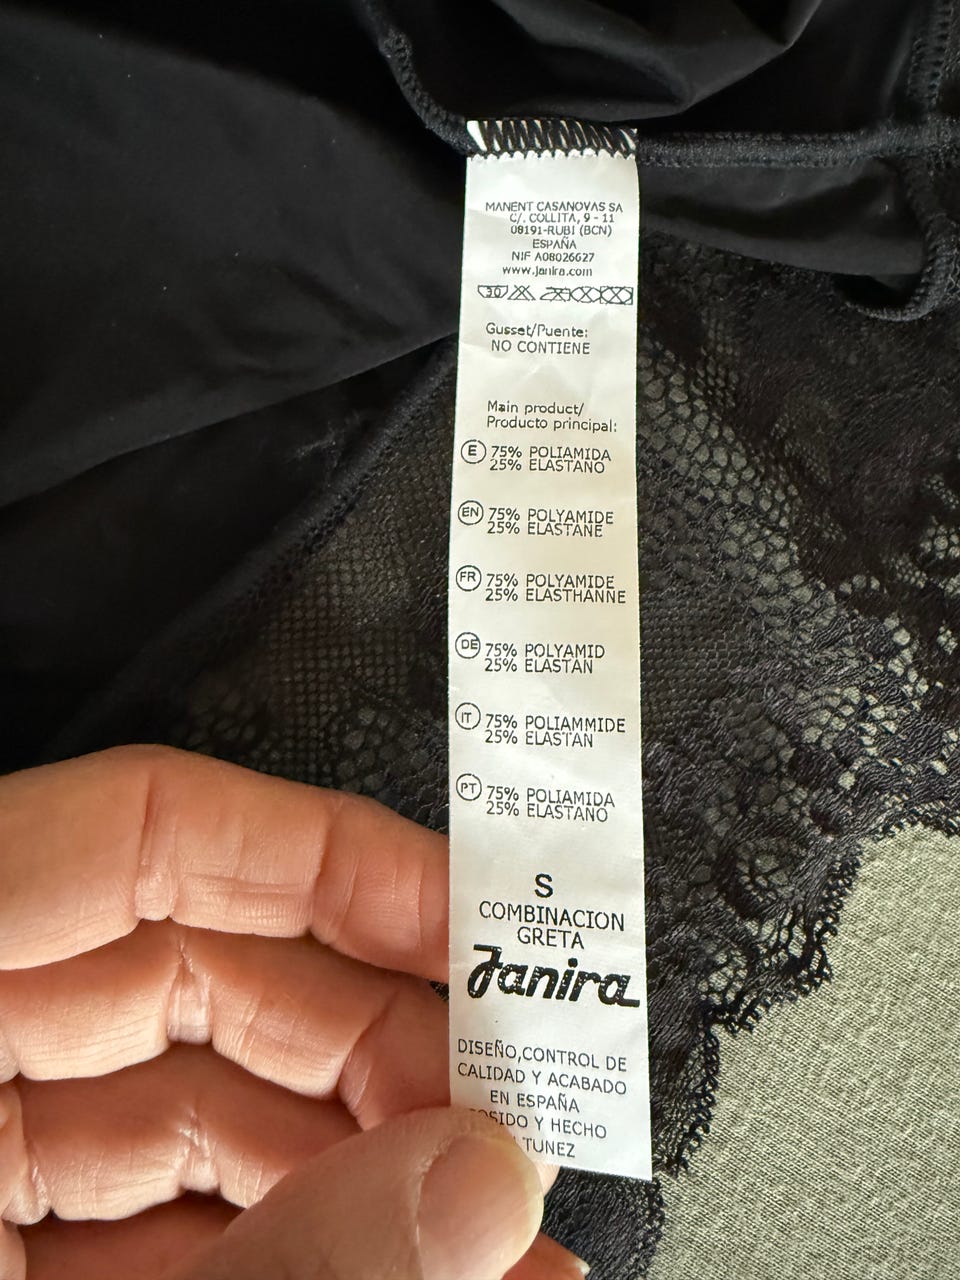 MANENT CASANOVAS SA
C/. COLLITA, 9 - 11
08191-RUBI (BCN)
ESPAÑA
NIF A08026627
www.janira.com
30
Gusset/Puente:
NO CONTIENE
Main product/
Producto principal:
E 75% POLIAMIDA
25% ELASTANO
EN 75% POLYAMIDE
25% ELASTANE
FR 75% POLYAMIDE
25% ELASTHANNE
DE 75% POLYAMID
25% ELASTAN
IT 75% POLIAMMIDE
25% ELASTAN
PT 75% POLIAMIDA
25% ELASTANO
S
COMBINACION
GRETA
Janira
DISEÑO,CONTROL DE
CALIDAD Y ACABADO
EN ESPAÑA
COSIDO Y HECHO
TUNEZ